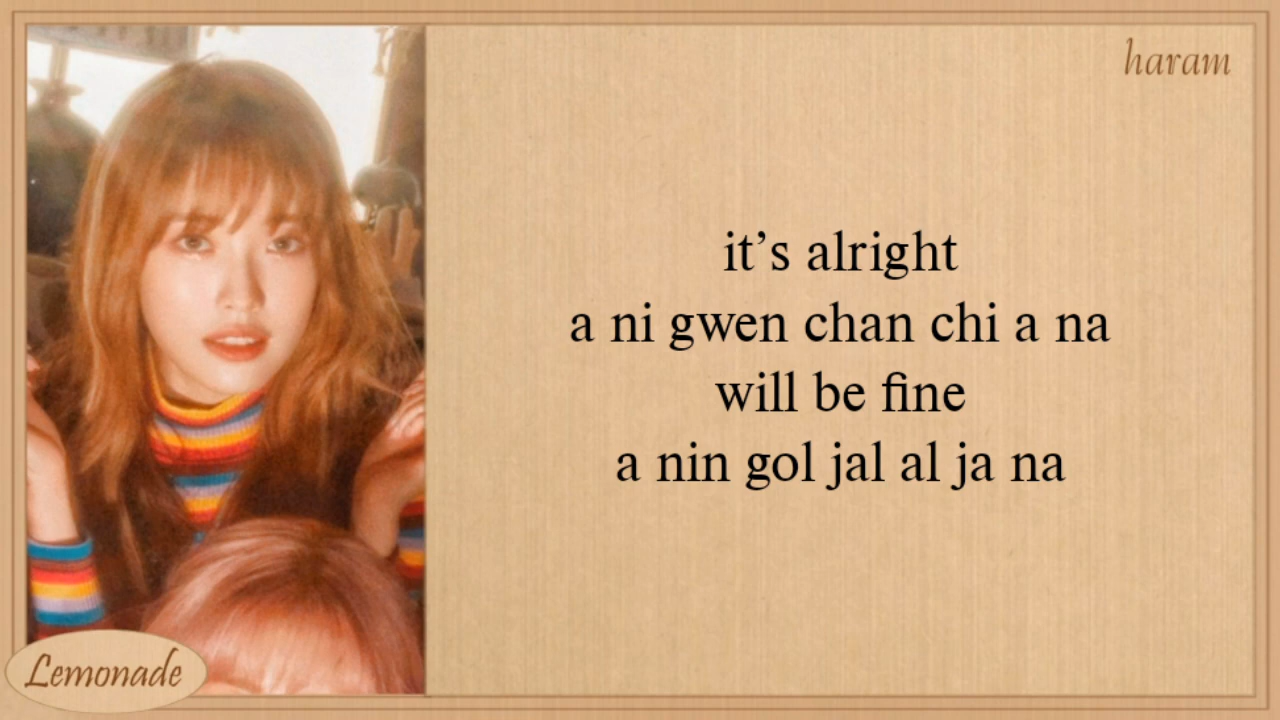 haram
it's alright
a ni gwen chan chi a na
will be fine
a nin gol jal al ja na
Lemonade